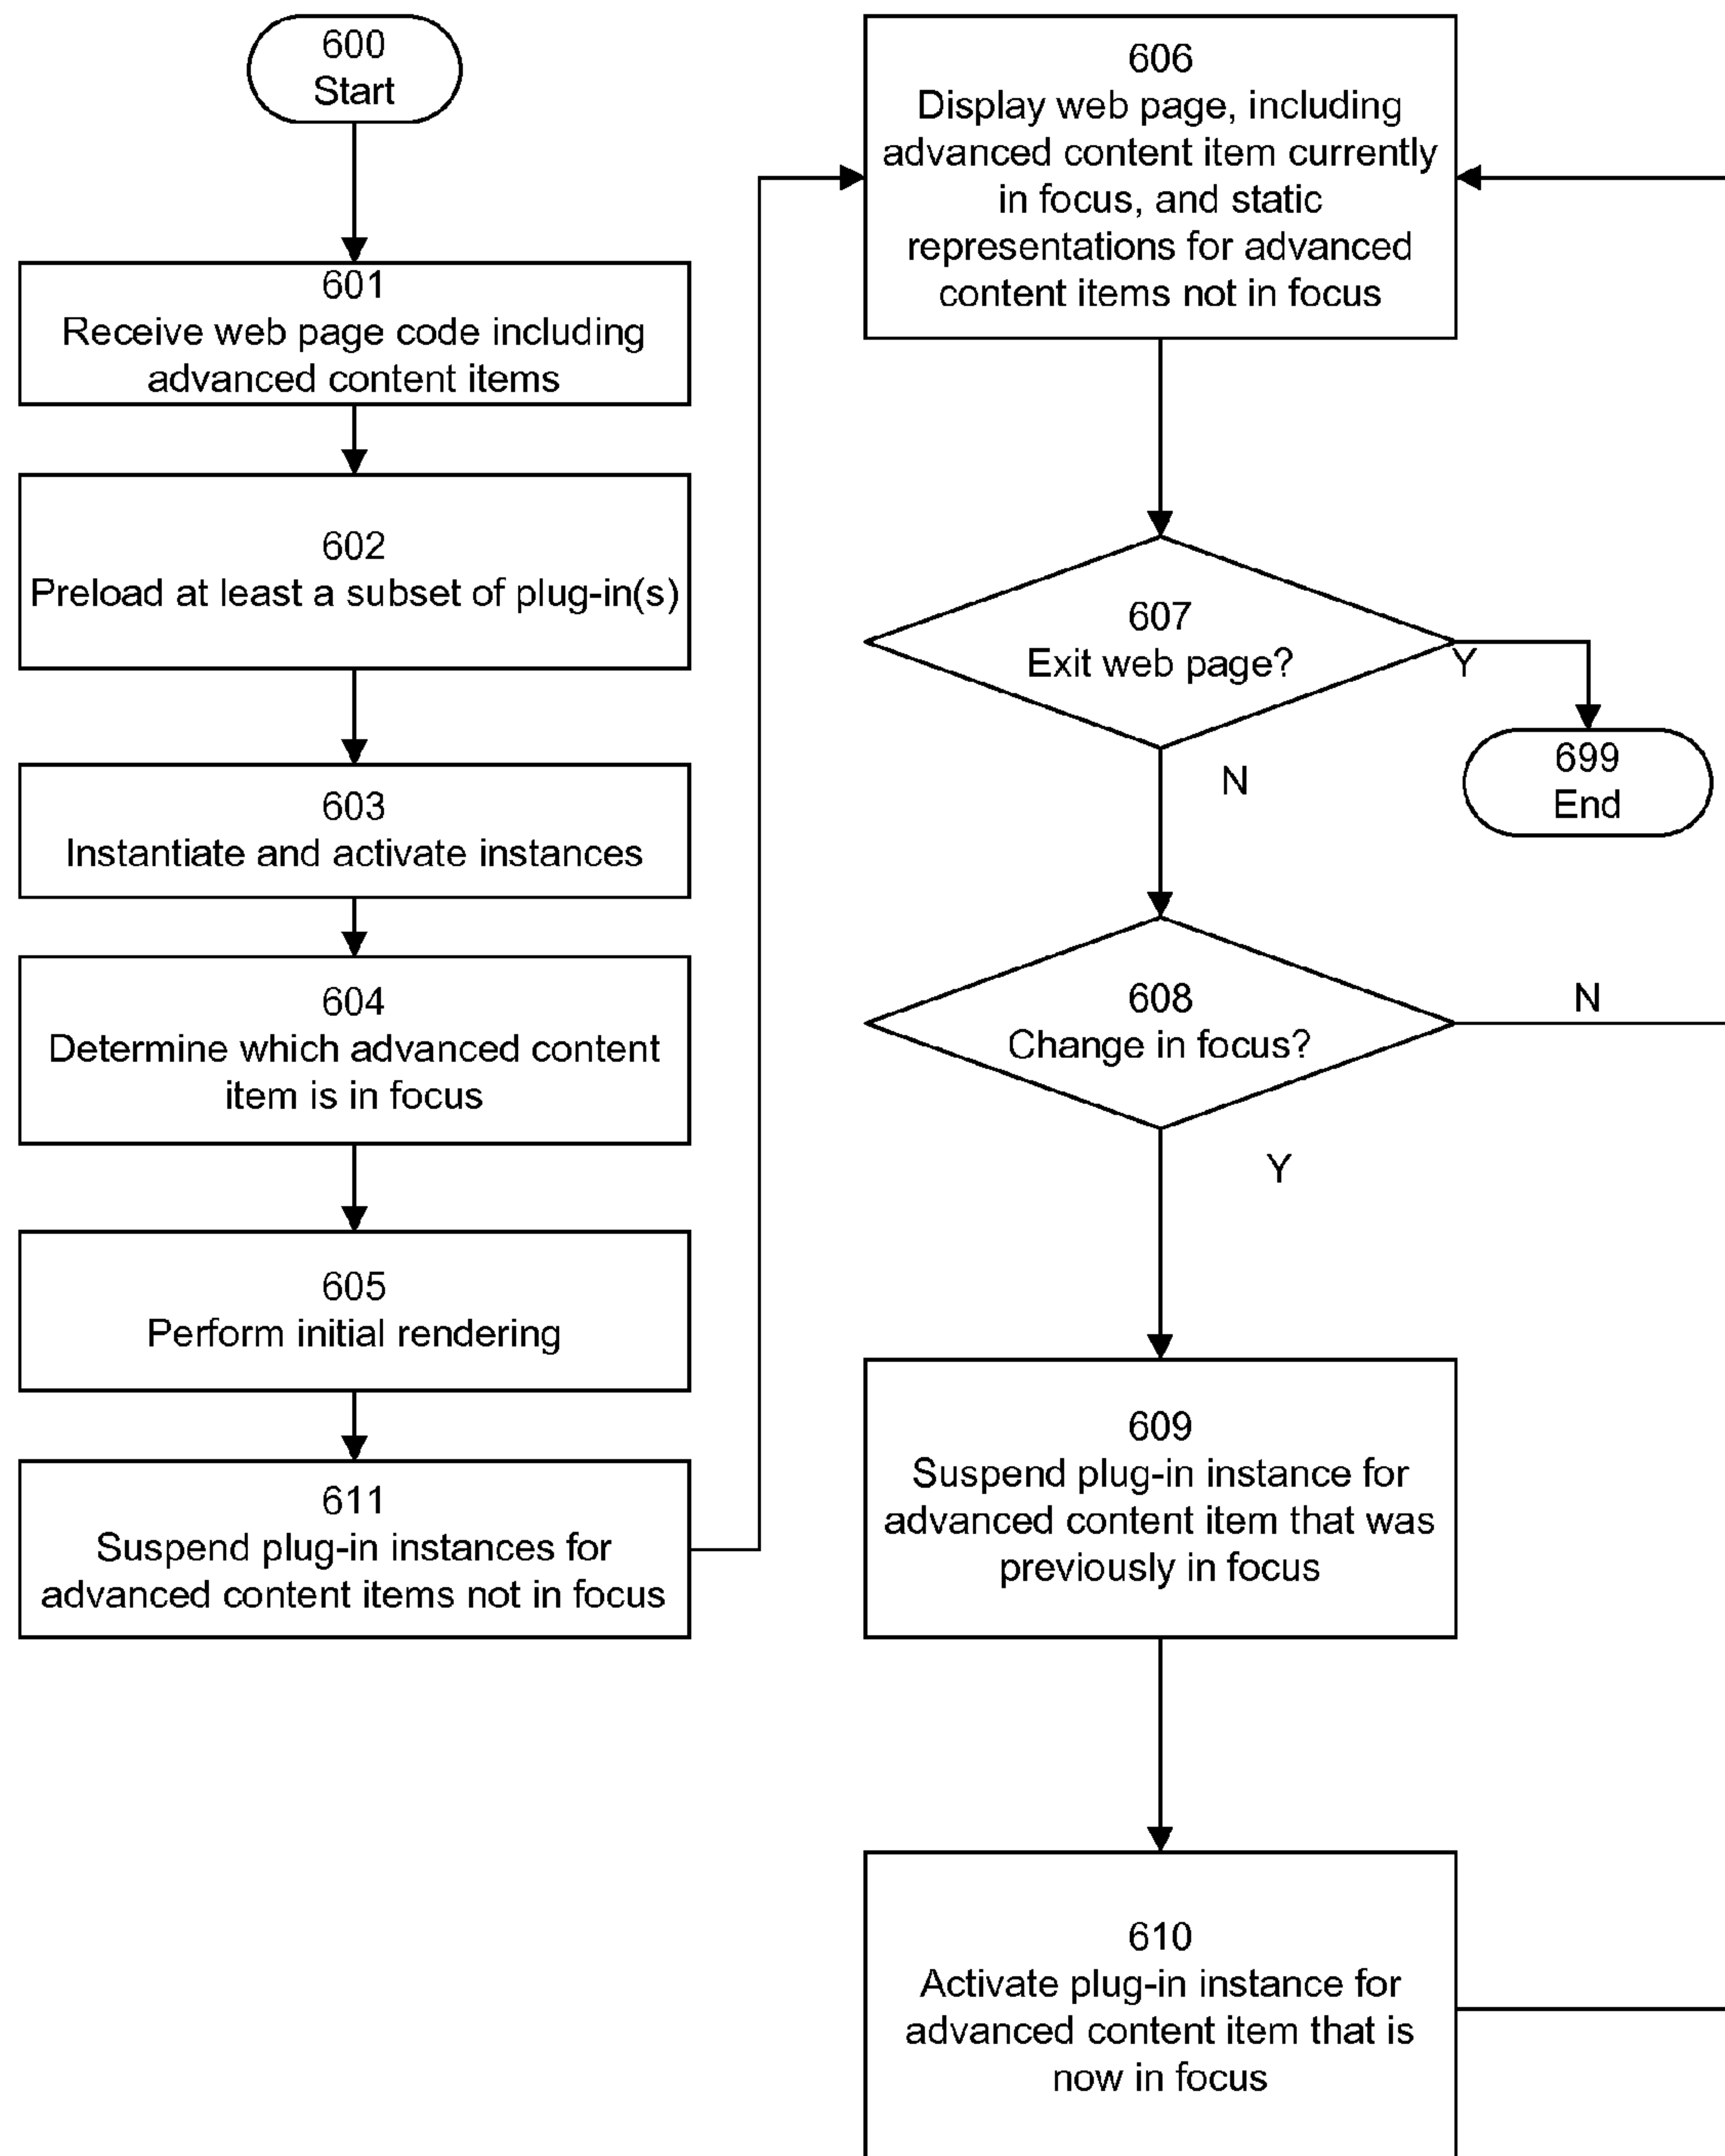 600
Start
601
Receive web page code including
advanced content items
602
Preload at least a subset of plug-in(s)
603
Instantiate and activate instances
604
Determine which advanced content
item is in focus
605
Perform initial rendering
611
Suspend plug-in instances for
advanced content items not in focus
606
Display web page, including
advanced content item currently
in focus, and static
representations for advanced
content items not in focus
607
Exit web page?
Y
N
699
End
608
Change in focus?
N
Y
609
Suspend plug-in instance for
advanced content item that was
previously in focus
610
Activate plug-in instance for
advanced content item that is
now in focus